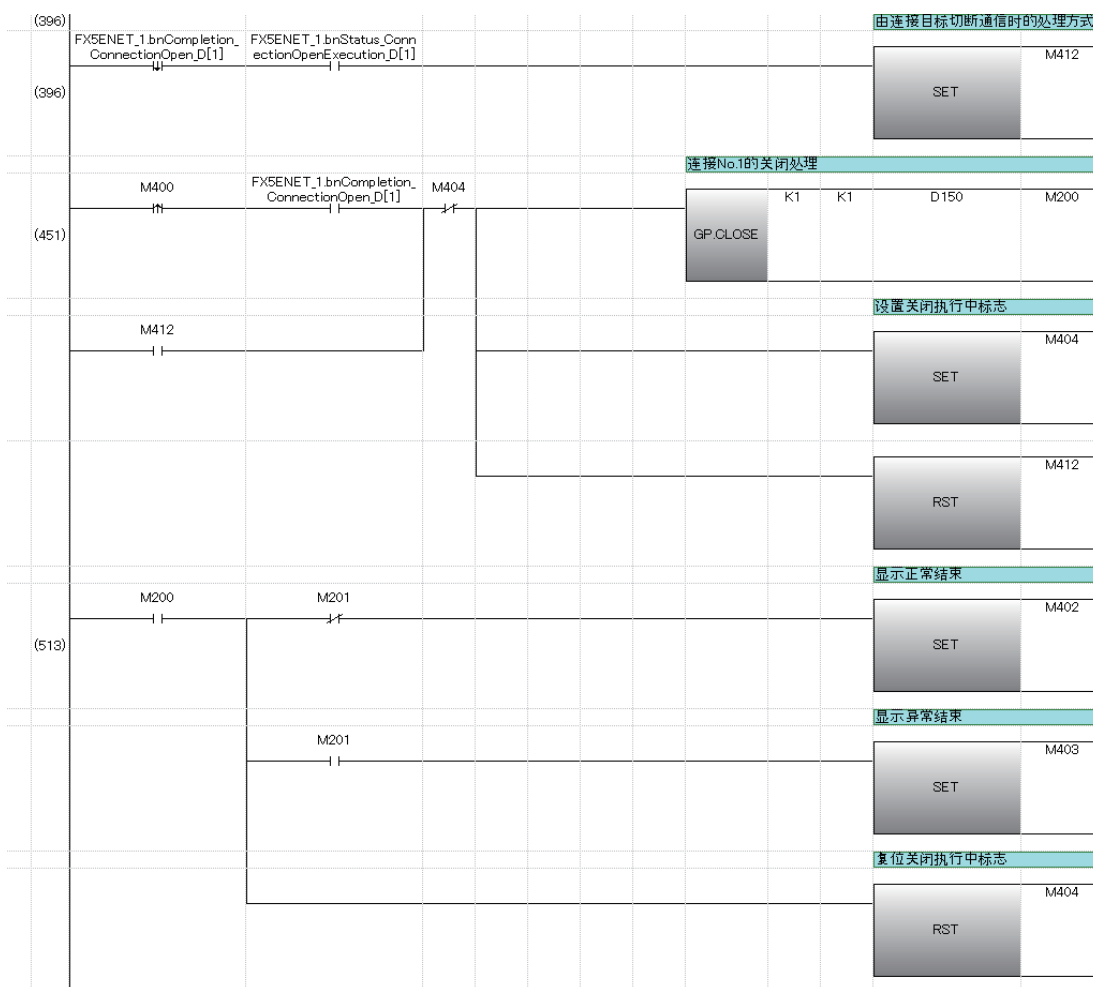 (396)
由连接目标切断通信时的处理方式
FX5ENET_1.bnCompletion_
ConnectionOpen_D[1]
FX5ENET_1.bnStatus_Conn
ectionOpenExecution_D[1]
M412
(396)
SET
连接No.1的关闭处理
M400
FX5ENET_1.bnCompletion_
ConnectionOpen_D[1]
M404
K1
K1
D150
M200
(451)
GP.CLOSE
设置关闭执行中标志
M412
M404
SET
M412
RST
显示正常结束
M200
M201
M402
(513)
SET
显示异常结束
M201
M403
SET
复位关闭执行中标志
M404
RST